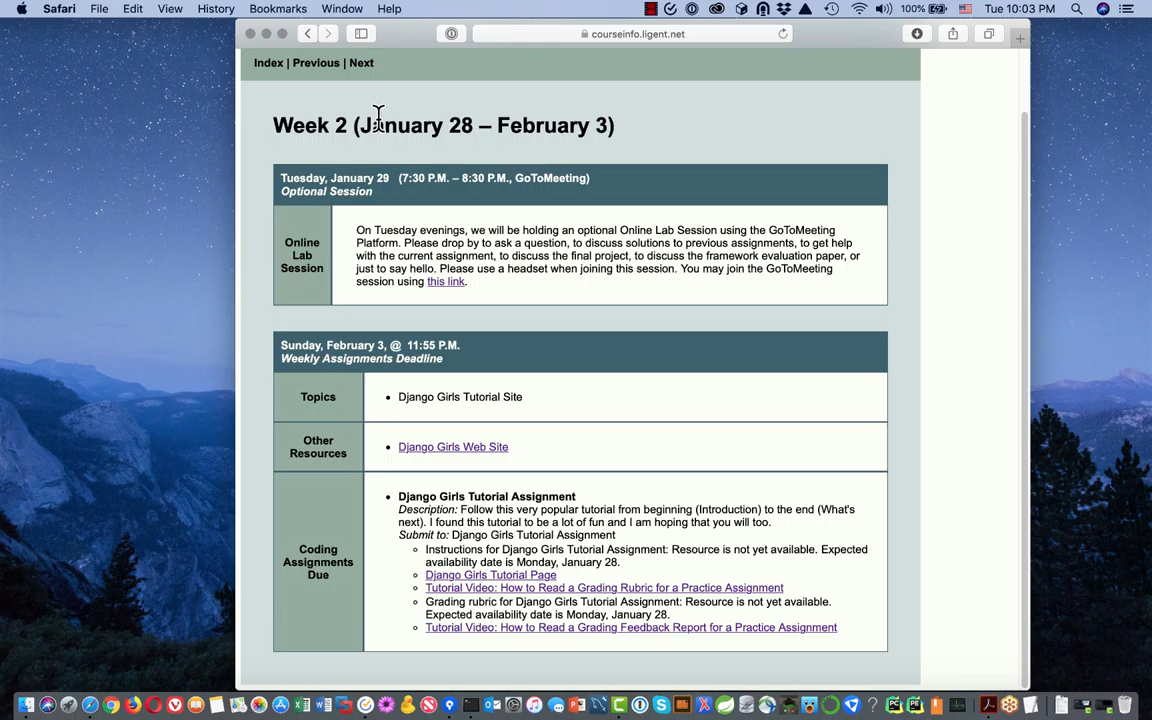 Safari File Edit View History Bookmarks Window Help 100% Tue 10:03 PM
courseinfo.ligent.net
Index | Previous | Next
Week 2 (January 28 – February 3)
Tuesday, January 29 (7:30 P.M. – 8:30 P.M., GoToMeeting)
Optional Session
Online
Lab
Session
On Tuesday evenings, we will be holding an optional Online Lab Session using the GoToMeeting
Platform. Please drop by to ask a question, to discuss solutions to previous assignments, to get help
with the current assignment, to discuss the final project, to discuss the framework evaluation paper, or
just to say hello. Please use a headset when joining this session. You may join the GoToMeeting
session using this link.
Sunday, February 3, @ 11:55 P.M.
Weekly Assignments Deadline
Topics
• Django Girls Tutorial Site
Other
Resources
• Django Girls Web Site
Coding
Assignments
Due
• Django Girls Tutorial Assignment
Description: Follow this very popular tutorial from beginning (Introduction) to the end (What's
next). I found this tutorial to be a lot of fun and I am hoping that you will too.
Submit to: Django Girls Tutorial Assignment
Instructions for Django Girls Tutorial Assignment: Resource is not yet available. Expected
availability date is Monday, January 28.
Django Girls Tutorial Page
Tutorial Video: How to Read a Grading Rubric for a Practice Assignment
Grading rubric for Django Girls Tutorial Assignment: Resource is not yet available.
Expected availability date is Monday, January 28.
Tutorial Video: How to Read a Grading Feedback Report for a Practice Assignment